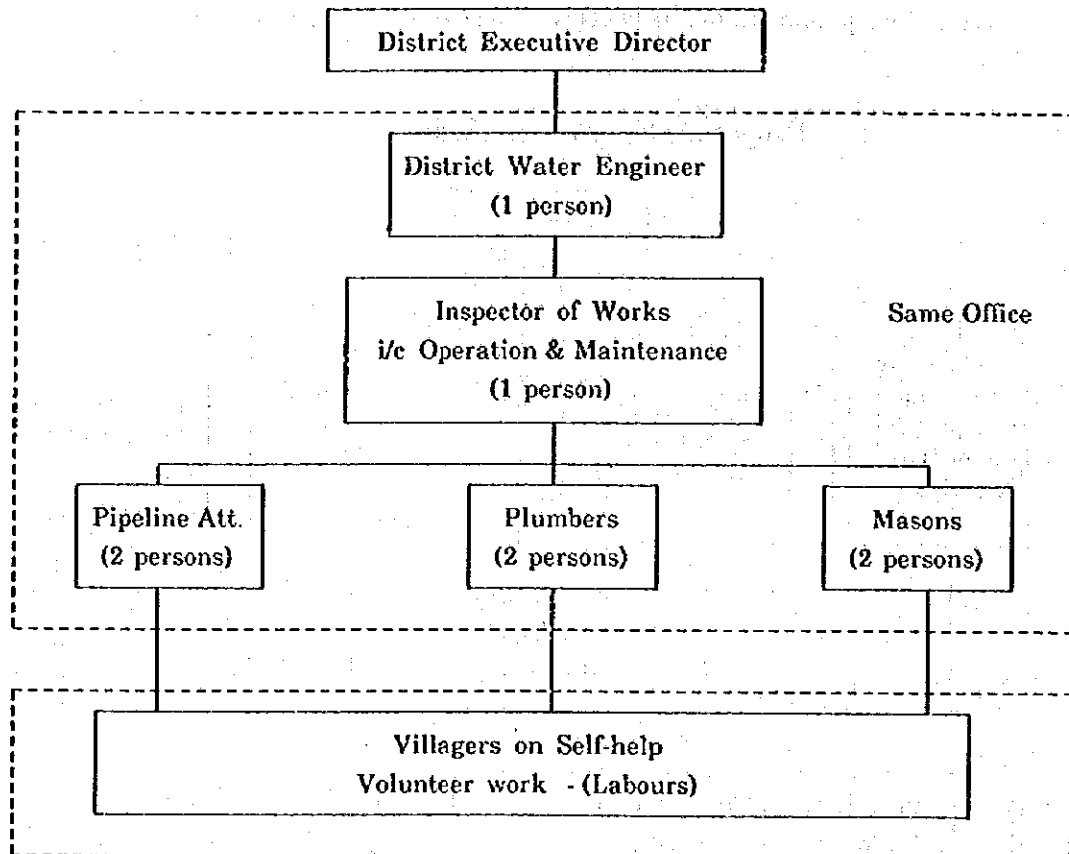 District Executive Director
District Water Engineer
(1 person)
Inspector of Works
i/c Operation & Maintenance
(1 person)
Same Office
Pipeline Att.
(2 persons)
Plumbers
(2 persons)
Masons
(2 persons)
Villagers on Self-help
Volunteer work - (Labours)